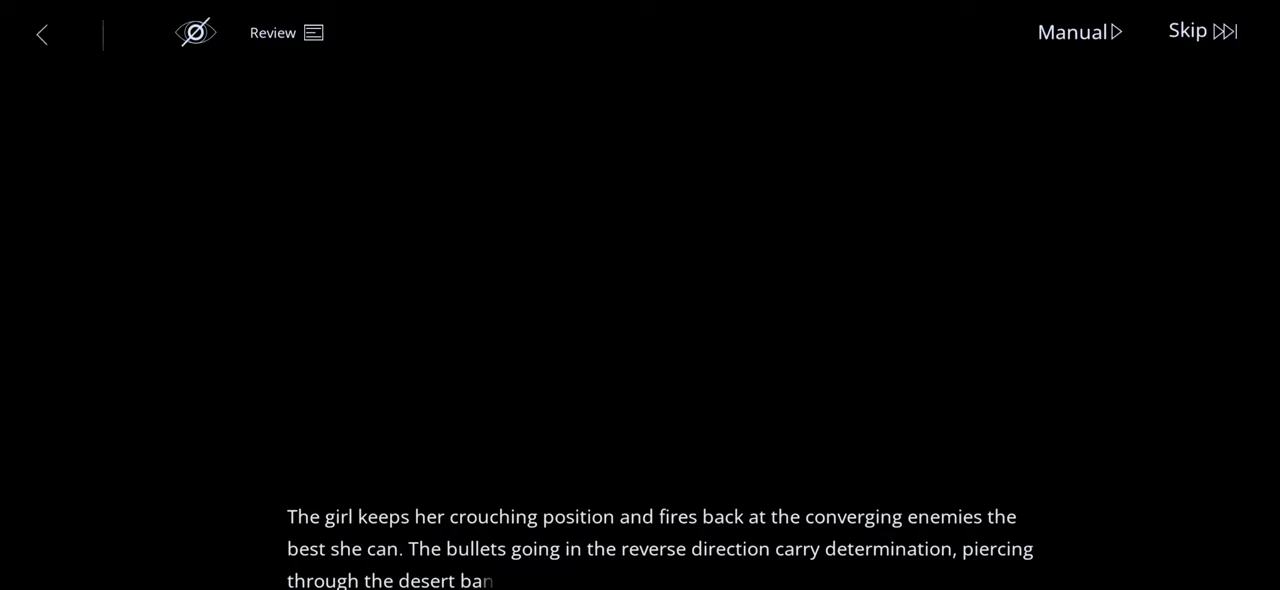 Review
Manual
Skip
The girl keeps her crouching position and fires back at the converging enemies the
best she can. The bullets going in the reverse direction carry determination, piercing
through the desert ban